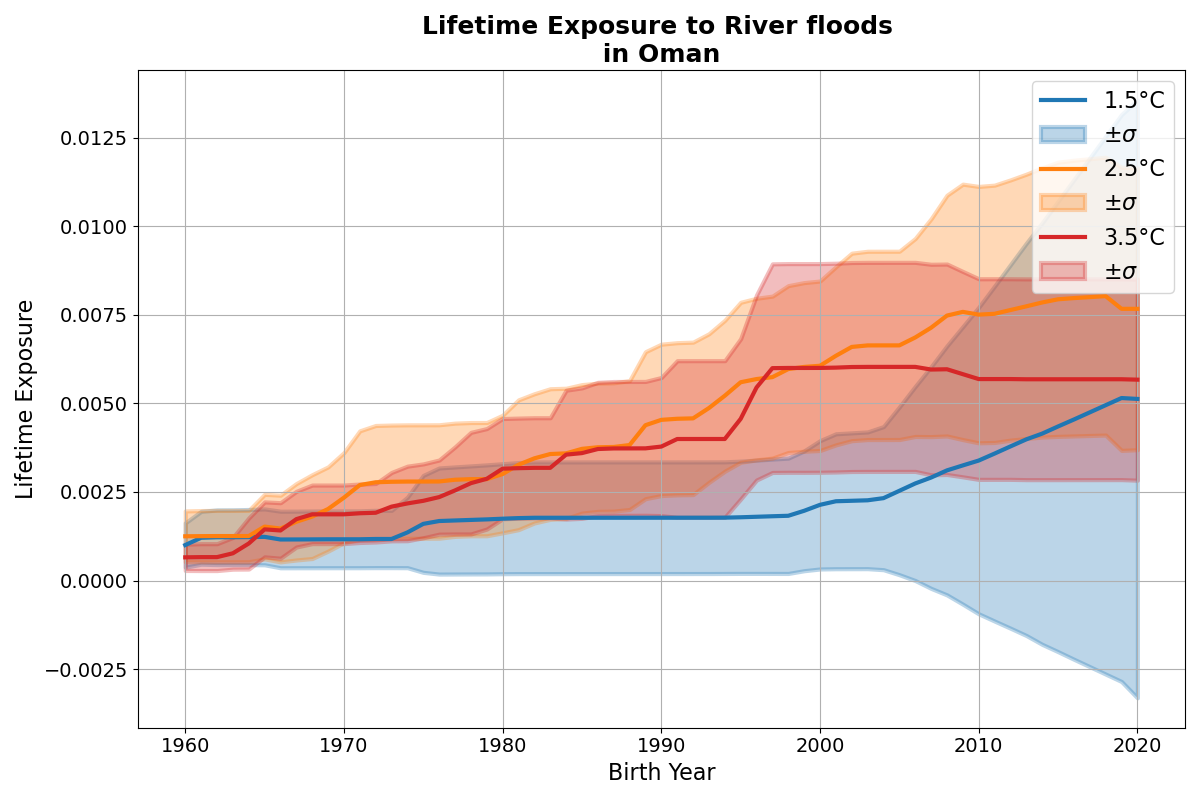 Lifetime Exposure to River floods
in Oman
1.5°C
±σ
2.5°C
±σ
3.5°C
±σ
Lifetime Exposure
0.0125
0.0100
0.0075
0.0050
0.0025
0.0000
−0.0025
1960 1970 1980 1990 2000 2010 2020
Birth Year